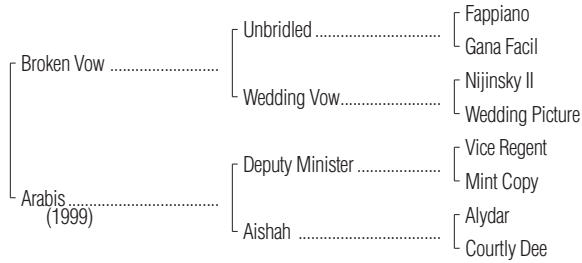 Fappiano
Unbridled
Gana Facil
Broken Vow
Nijinsky II
Wedding Vow
Wedding Picture
Vice Regent
Deputy Minister
Mint Copy
Arabis
(1999)
Alydar
Aishah
Courtly Dee